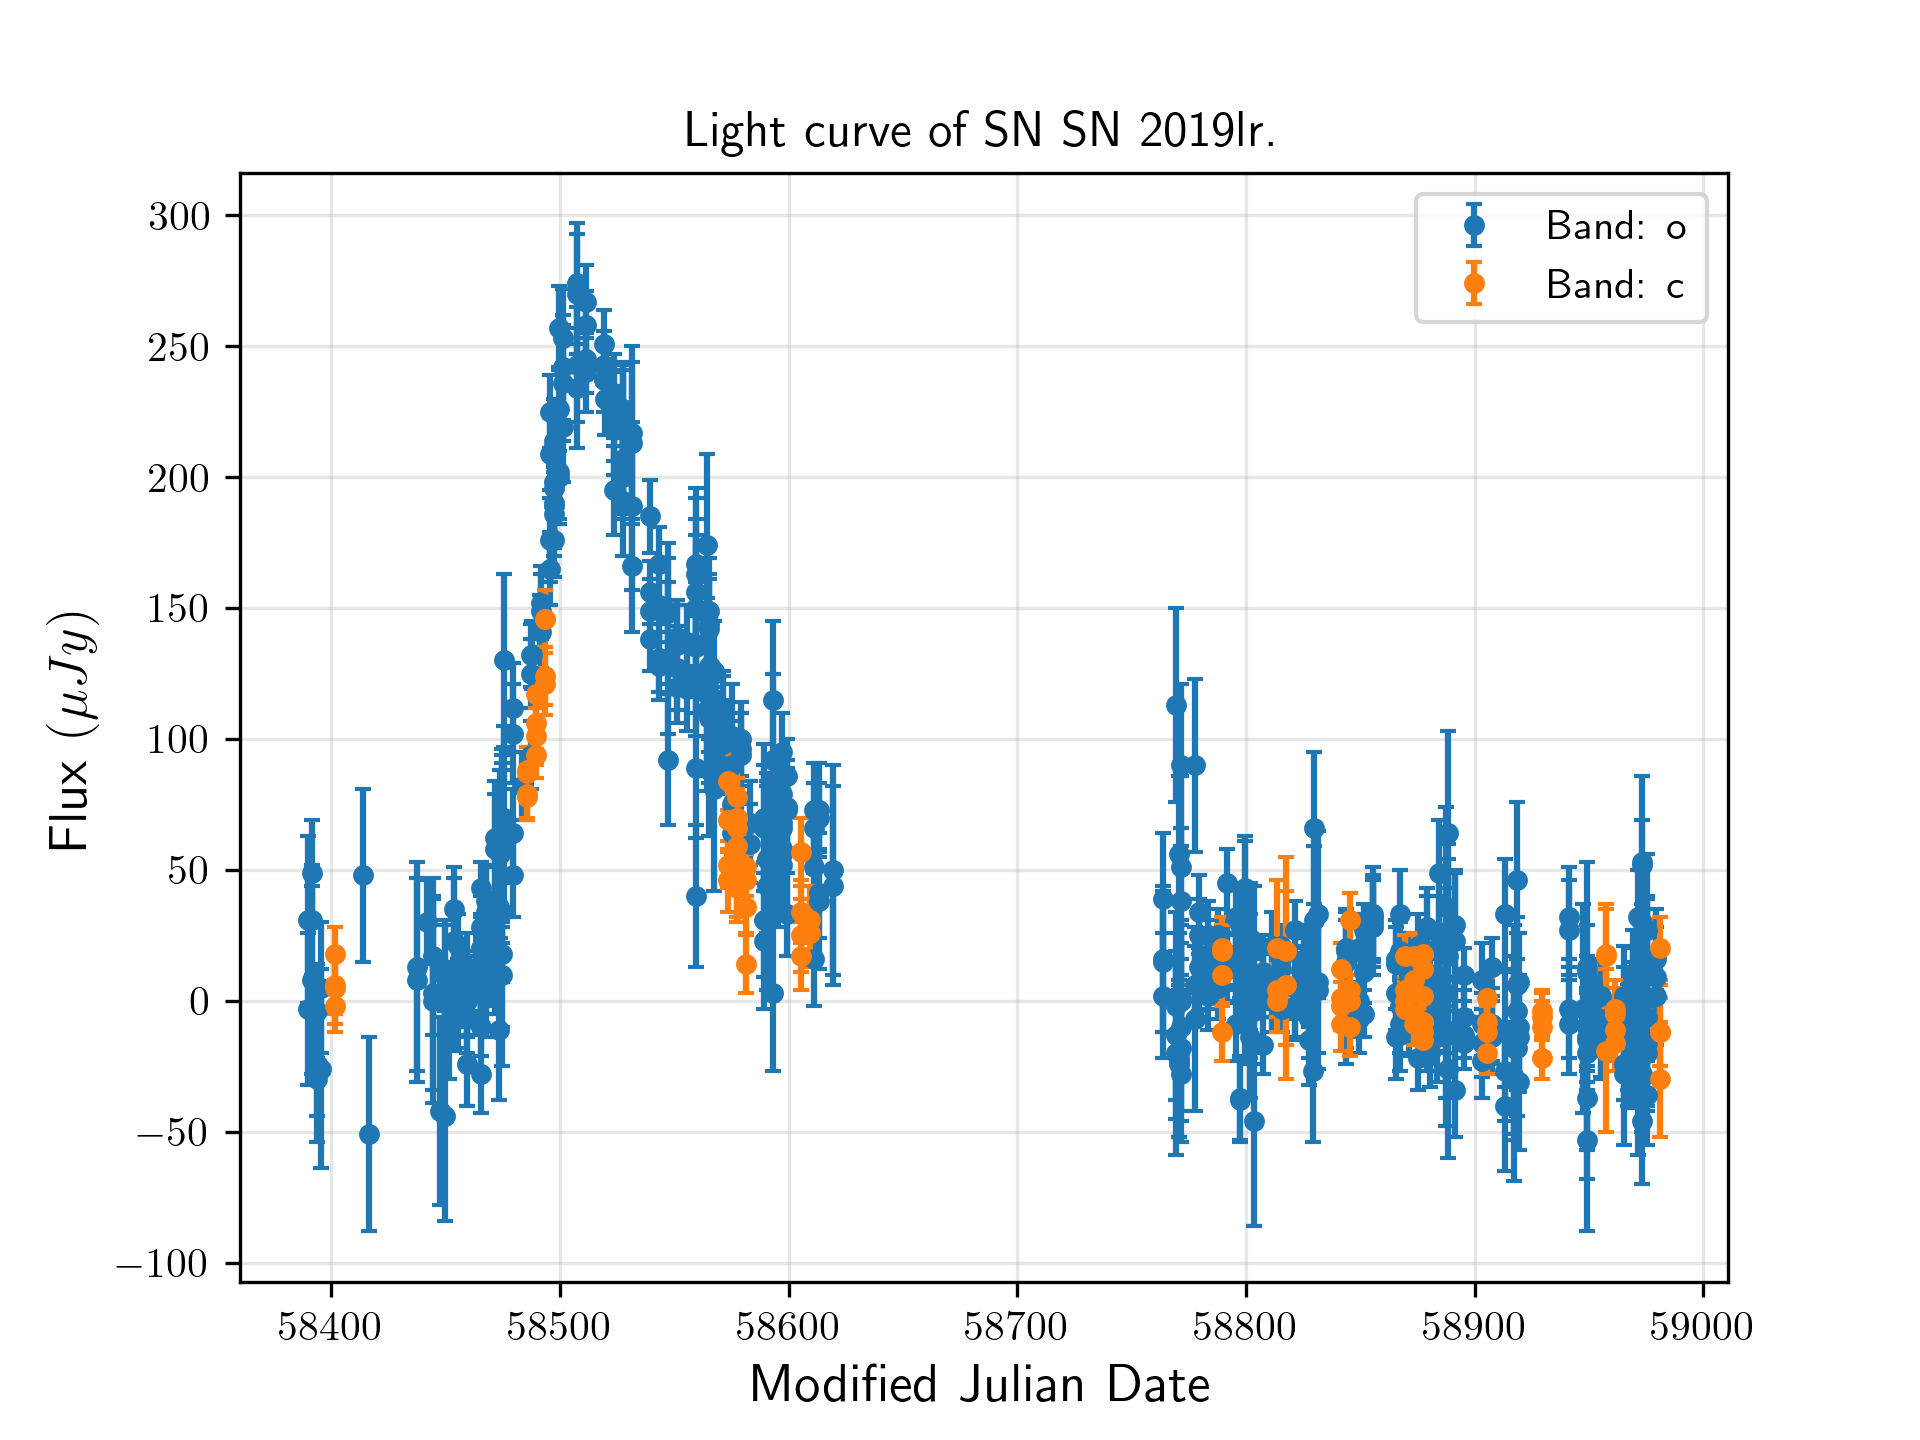 Light curve of SN SN 2019lr.
300
250
200
150
100
50
0
−50
−100
Flux (μJy)
Band: o
Band: c
58400 58500 58600 58700 58800 58900 59000
Modified Julian Date